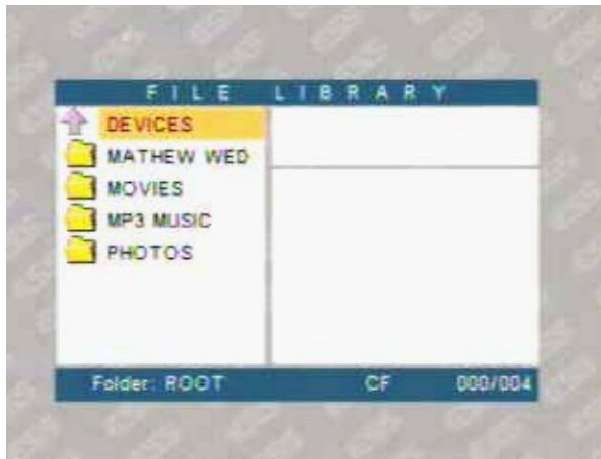 FILE LIBRARY
DEVICES
MATHEW WED
MOVIES
MP3 MUSIC
PHOTOS
Folder: ROOT CF 000/004